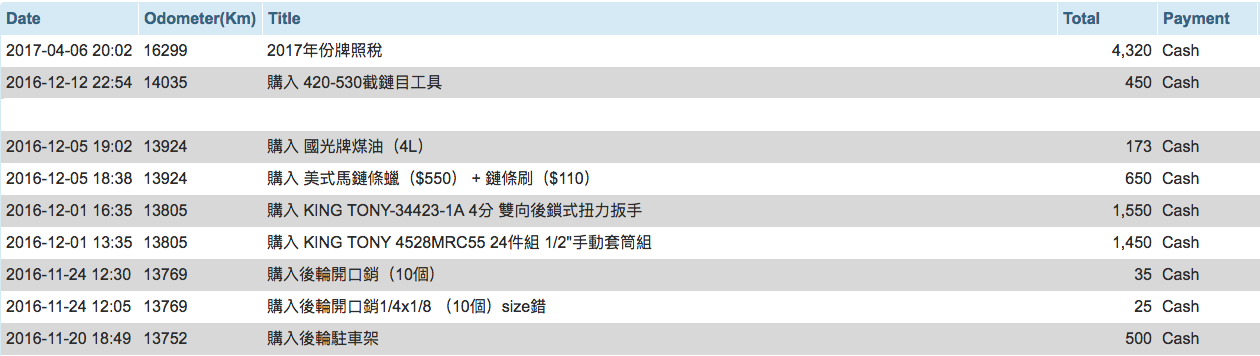 Date Odometer(Km) Title Total Payment
2017-04-06 20:02 16299 2017年份牌照稅 4,320 Cash
2016-12-12 22:54 14035 購入 420-530截鏈目工具 450 Cash
2016-12-05 19:02 13924 購入 國光牌煤油（4L） 173 Cash
2016-12-05 18:38 13924 購入 美式馬鏈條蠟（$550） + 鏈條刷（$110） 650 Cash
2016-12-01 16:35 13805 購入 KING TONY-34423-1A 4分 雙向後鎖式扭力扳手 1,550 Cash
2016-12-01 13:35 13805 購入 KING TONY 4528MRC55 24件組 1/2"手動套筒組 1,450 Cash
2016-11-24 12:30 13769 購入後輪開口銷（10個） 35 Cash
2016-11-24 12:05 13769 購入後輪開口銷1/4x1/8 （10個）size錯 25 Cash
2016-11-20 18:49 13752 購入後輪駐車架 500 Cash